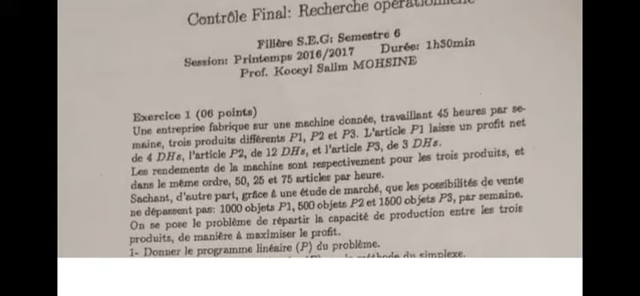 Contrôle Final: Recherche opérationnelle
Filière S.E.G: Semestre 6
Session: Printemps 2016/2017 Durée: 1h30min
Prof. Koceyl Salim MOHSINE
Exercice 1 (06 points)
Une entreprise fabrique sur une machine donnée, travaillant 45 heures par se-
maine, trois produits différents P1, P2 et P3. L'article P1 laisse un profit net
de 4 DHs, l'article P2, de 12 DHs, et l'article P3, de 3 DHs.
Les rendements de la machine sont respectivement pour les trois produits, et
dans le même ordre, 50, 25 et 75 articles par heure.
Sachant, d'autre part, grâce à une étude de marché, que les possibilités de vente
ne dépassent pas: 1000 objets P1, 500 objets P2 et 1500 objets P3, par semaine.
On se pose le problème de répartir la capacité de production entre les trois
produits, de manière à maximiser le profit.
1- Donner le programme linéaire (P) du problème.
méthode du simplexe.